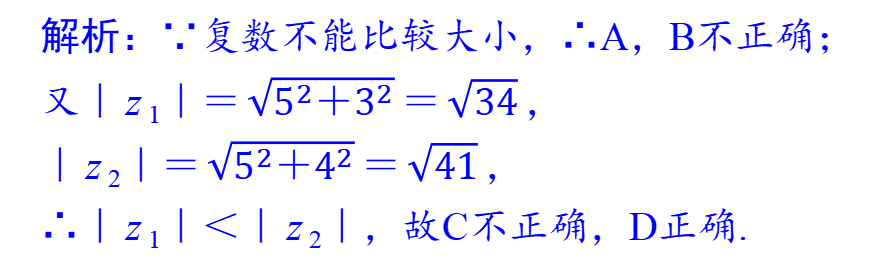 解析：∵复数不能比较大小，∴A，B不正确；
又｜z₁｜＝√(5²＋3²)＝√34，
｜z₂｜＝√(5²＋4²)＝√41，
∴｜z₁｜＜｜z₂｜，故C不正确，D正确.